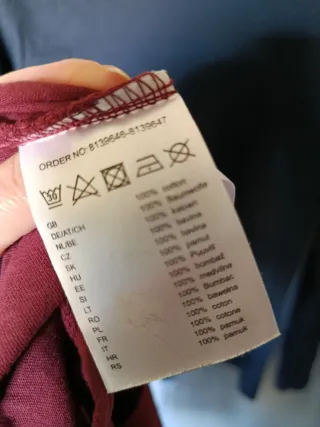 ORDER NO 8139646-8139647
30
GB 100% cotton
DE/AT/CH 100% Baumwolle
NL/BE 100% katoen
CZ 100% bavlna
SK 100% bavlna
HU 100% pamut
EE 100% Puuvill
SI 100% bombaž
LT 100% medvilnė
RO 100% Bumbac
PL 100% bawełna
FR 100% coton
IT 100% cotone
HR 100% pamuk
RS 100% pamuk